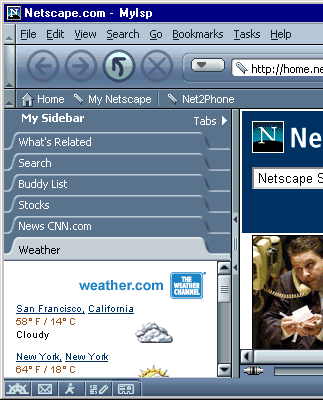 Netscape.com - MyIsp
File Edit View Search Go Bookmarks Tasks Help
http://home.ne
Home My Netscape Net2Phone
My Sidebar Tabs
What's Related
Search
Buddy List
Stocks
News CNN.com
Weather
weather.com THE WEATHER CHANNEL
San Francisco, California
58° F / 14° C
Cloudy
New York, New York
64° F / 18° C
N Ne
Netscape S